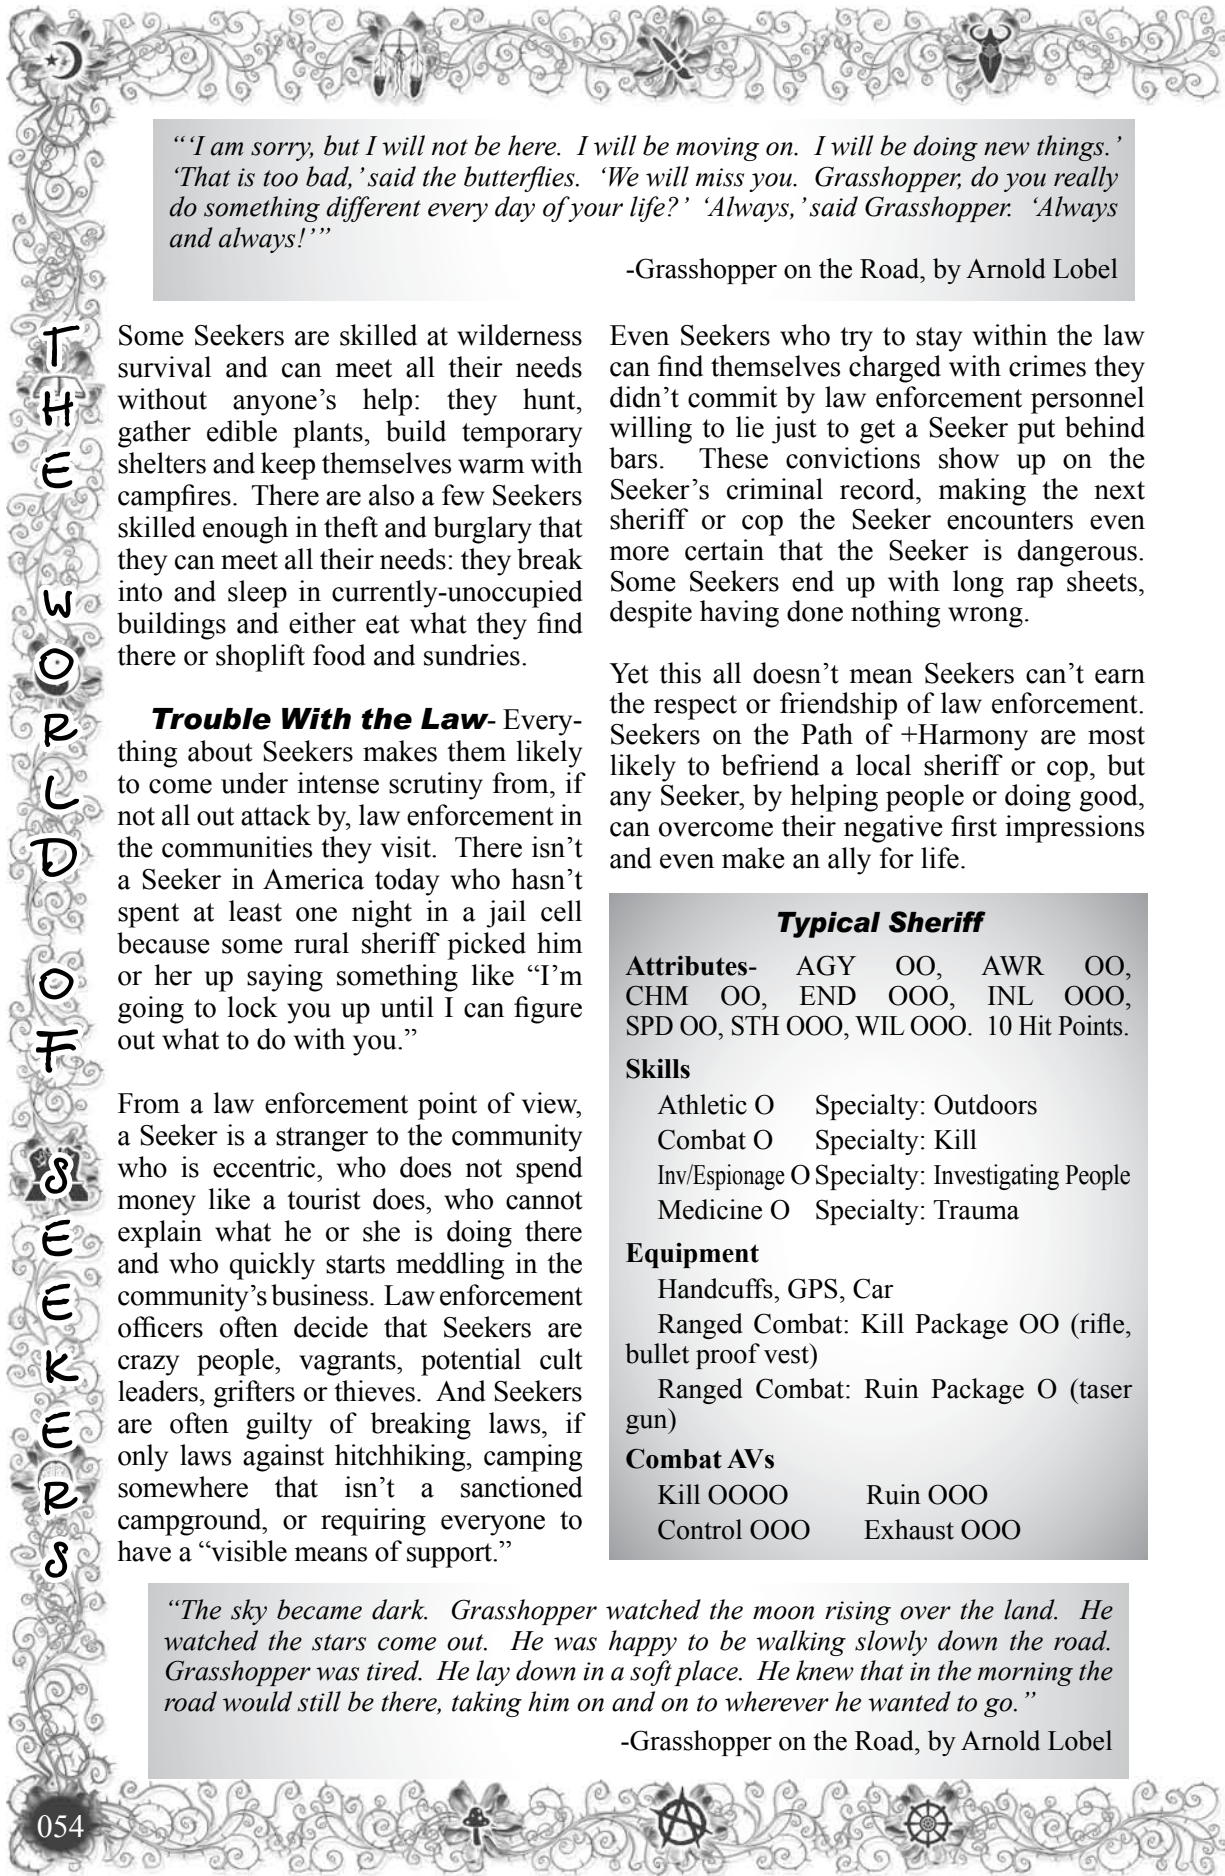 “‘I am sorry, but I will not be here.  I will be moving on.  I will be doing new things.’
‘That is too bad,’ said the butterflies.  ‘We will miss you.  Grasshopper, do you really
do something different every day of your life?’  ‘Always,’ said Grasshopper.  ‘Always
and always!’”
-Grasshopper on the Road, by Arnold Lobel
THE WORLD OF SEEKERS
Some Seekers are skilled at wilderness
survival and can meet all their needs
without anyone’s help: they hunt,
gather edible plants, build temporary
shelters and keep themselves warm with
campfires.  There are also a few Seekers
skilled enough in theft and burglary that
they can meet all their needs: they break
into and sleep in currently-unoccupied
buildings and either eat what they find
there or shoplift food and sundries.
Trouble With the Law- Every-
thing about Seekers makes them likely
to come under intense scrutiny from, if
not all out attack by, law enforcement in
the communities they visit.  There isn’t
a Seeker in America today who hasn’t
spent at least one night in a jail cell
because some rural sheriff picked him
or her up saying something like “I’m
going to lock you up until I can figure
out what to do with you.”
From a law enforcement point of view,
a Seeker is a stranger to the community
who is eccentric, who does not spend
money like a tourist does, who cannot
explain what he or she is doing there
and who quickly starts meddling in the
community’s business.  Law enforcement
officers often decide that Seekers are
crazy people, vagrants, potential cult
leaders, grifters or thieves.  And Seekers
are often guilty of breaking laws, if
only laws against hitchhiking, camping
somewhere that isn’t a sanctioned
campground, or requiring everyone to
have a “visible means of support.”
Even Seekers who try to stay within the law
can find themselves charged with crimes they
didn’t commit by law enforcement personnel
willing to lie just to get a Seeker put behind
bars.  These convictions show up on the
Seeker’s criminal record, making the next
sheriff or cop the Seeker encounters even
more certain that the Seeker is dangerous.
Some Seekers end up with long rap sheets,
despite having done nothing wrong.
Yet this all doesn’t mean Seekers can’t earn
the respect or friendship of law enforcement.
Seekers on the Path of +Harmony are most
likely to befriend a local sheriff or cop, but
any Seeker, by helping people or doing good,
can overcome their negative first impressions
and even make an ally for life.
Typical Sheriff
Attributes- AGY OO, AWR OO,
CHM OO, END OOO, INL OOO,
SPD OO, STH OOO, WIL OOO.  10 Hit Points.
Skills
Athletic O Specialty: Outdoors
Combat O Specialty: Kill
Inv/Espionage O Specialty: Investigating People
Medicine O Specialty: Trauma
Equipment
Handcuffs, GPS, Car
Ranged Combat: Kill Package OO (rifle,
bullet proof vest)
Ranged Combat: Ruin Package O (taser
gun)
Combat AVs
Kill OOOO Ruin OOO
Control OOO Exhaust OOO
“The sky became dark.  Grasshopper watched the moon rising over the land.  He
watched the stars come out.  He was happy to be walking slowly down the road.
Grasshopper was tired.  He lay down in a soft place.  He knew that in the morning the
road would still be there, taking him on and on to wherever he wanted to go.”
-Grasshopper on the Road, by Arnold Lobel
054